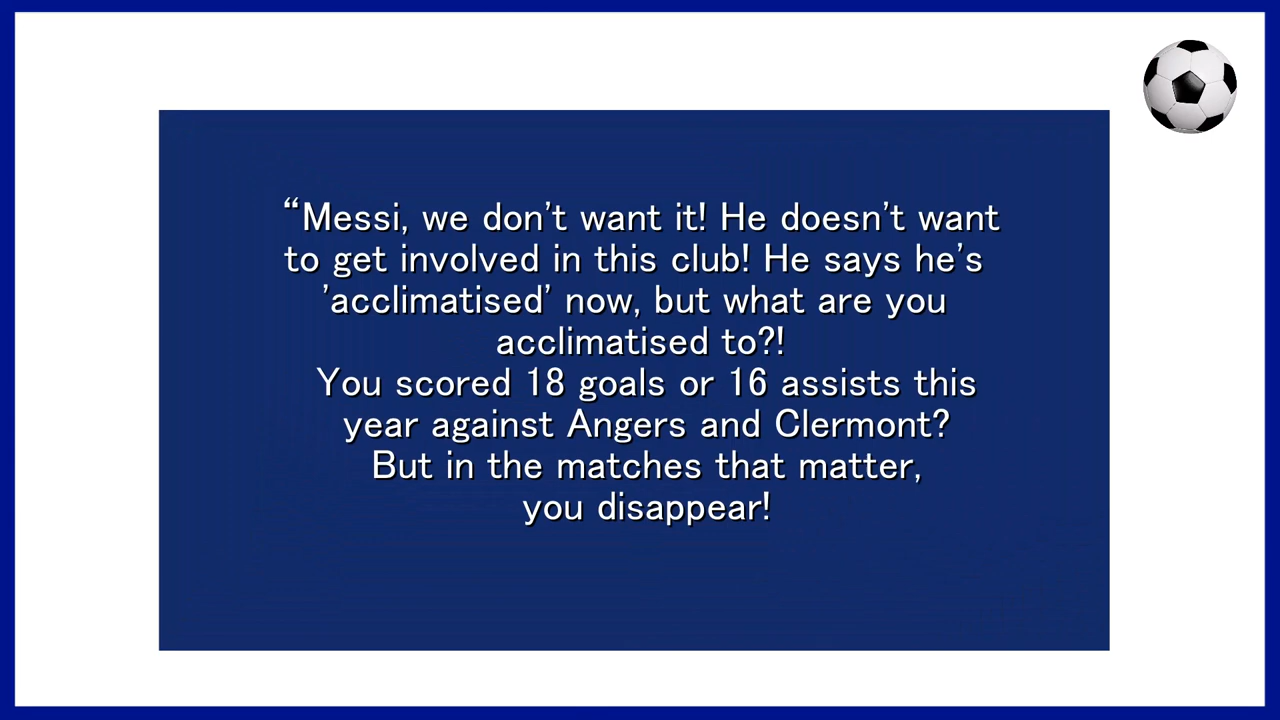 “Messi, we don’t want it! He doesn’t want
to get involved in this club! He says he’s
’acclimatised’ now, but what are you
acclimatised to?!
You scored 18 goals or 16 assists this
year against Angers and Clermont?
But in the matches that matter,
you disappear!